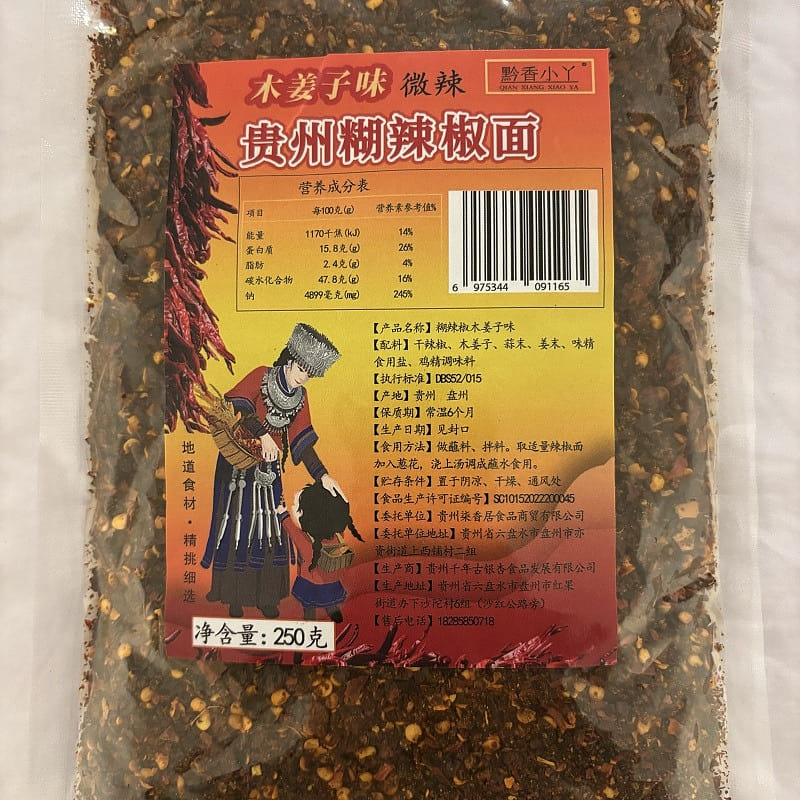 木姜子味 微辣
黔香小丫
QIAN XIANG XIAO YA
贵州糊辣椒面
营养成分表
项目 每100克(g) 营养素参考值%
能量 1170千焦(kJ) 14%
蛋白质 15.8克(g) 26%
脂肪 2.4克(g) 4%
碳水化合物 47.8克(g) 16%
钠 4899毫克(mg) 245%
6 975344 091165
【产品名称】糊辣椒木姜子味
【配料】干辣椒、木姜子、蒜末、姜末、味精
食用盐、鸡精调味料
【执行标准】DBS52/015
【产地】贵州 盘州
【保质期】常温6个月
【生产日期】见封口
【食用方法】做蘸料、拌料。取适量辣椒面
加入葱花，浇上汤调成蘸水食用。
【贮存条件】置于阴凉、干燥、通风处
【食品生产许可证编号】SC10152022200045
【委托单位】贵州柒香居食品商贸有限公司
【委托单位地址】贵州省六盘水市盘州市亦
资街道上西铺村二组
【生产商】贵州千年古银杏食品发展有限公司
【生产地址】贵州省六盘水市盘州市红果
街道办下沙陀村6组（沙红公路旁）
【售后电话】18285850718
地道食材·精挑细选
净含量：250克